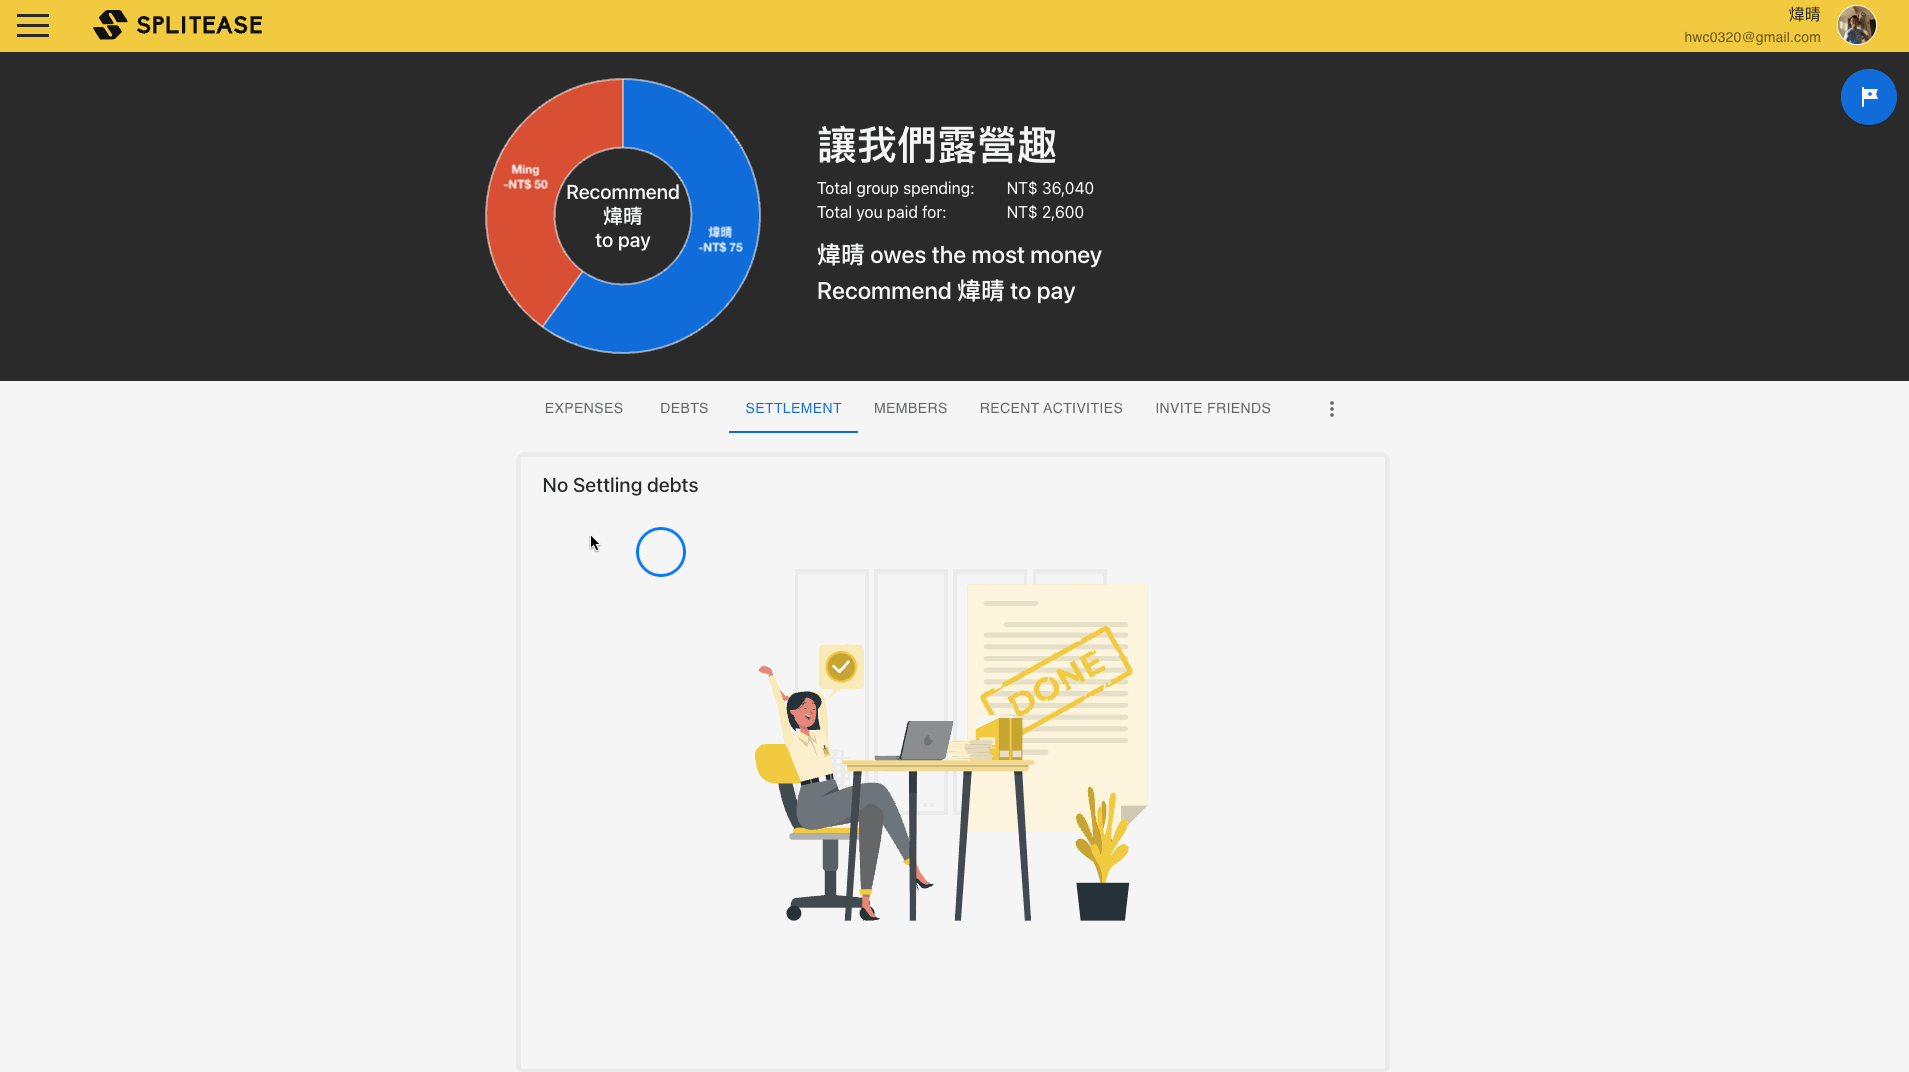 SPLITEASE
煒晴
hwc0320@gmail.com
Ming
-NT$ 50
Recommend
煒晴
to pay
煒晴
-NT$ 75
讓我們露營趣
Total group spending: NT$ 36,040
Total you paid for: NT$ 2,600
煒晴 owes the most money
Recommend 煒晴 to pay
EXPENSES DEBTS SETTLEMENT MEMBERS RECENT ACTIVITIES INVITE FRIENDS
No Settling debts
DONE